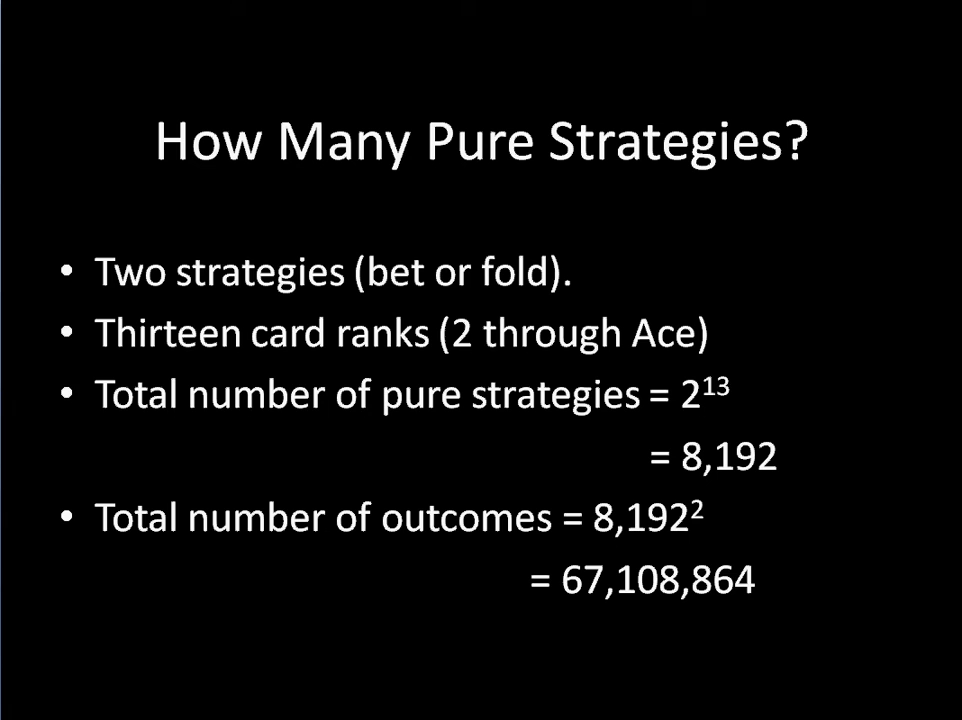 How Many Pure Strategies?
• Two strategies (bet or fold).
• Thirteen card ranks (2 through Ace)
• Total number of pure strategies = 2¹³
= 8,192
• Total number of outcomes = 8,192²
= 67,108,864